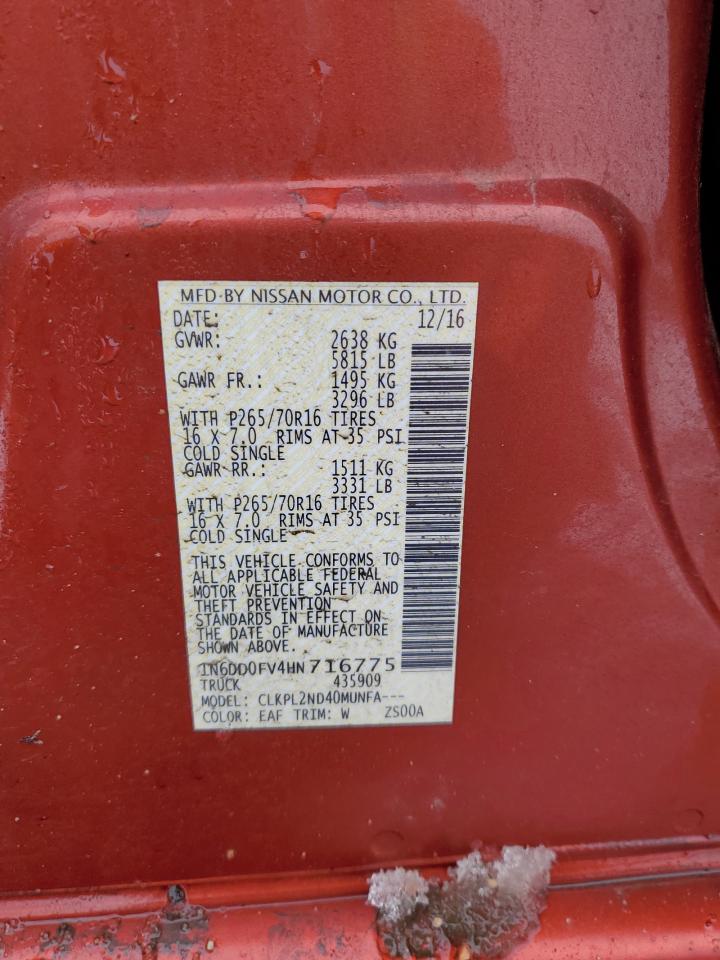 MFD·BY NISSAN MOTOR CO., LTD.
DATE: 12/16
GVWR: 2638 KG
5815 LB
GAWR FR.: 1495 KG
3296 LB
WITH P265/70R16 TIRES
16 X 7.0 RIMS AT 35 PSI
COLD SINGLE
GAWR RR.: 1511 KG
3331 LB
WITH P265/70R16 TIRES
16 X 7.0 RIMS AT 35 PSI
COLD SINGLE
THIS VEHICLE CONFORMS TO
ALL APPLICABLE FEDERAL
MOTOR VEHICLE SAFETY AND
THEFT PREVENTION
STANDARDS IN EFFECT ON
THE DATE OF MANUFACTURE
SHOWN ABOVE.
1N6DD0FV4HN716775
TRUCK 435909
MODEL: CLKPL2ND40MUNFA---
COLOR: EAF TRIM: W ZS00A